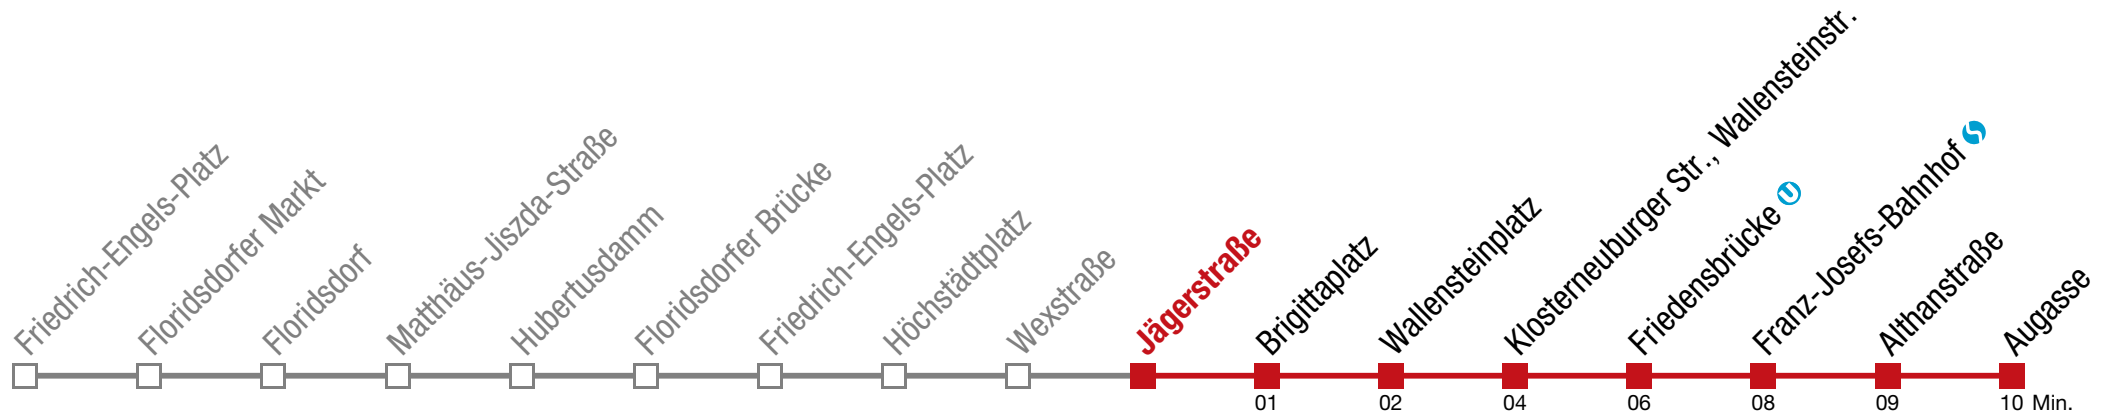 Friedrich-Engels-Platz
Floridsdorfer Markt
Floridsdorf
Matthäus-Jiszda-Straße
Hubertusdamm
Floridsdorfer Brücke
Friedrich-Engels-Platz
Höchstädtplatz
Wexstraße
Jägerstraße
Brigittaplatz
Wallensteinplatz
Klosterneuburger Str., Wallensteinstr.
Friedensbrücke U
Franz-Josefs-Bahnhof S
Althanstraße
Augasse
01 02 04 06 08 09 10 Min.